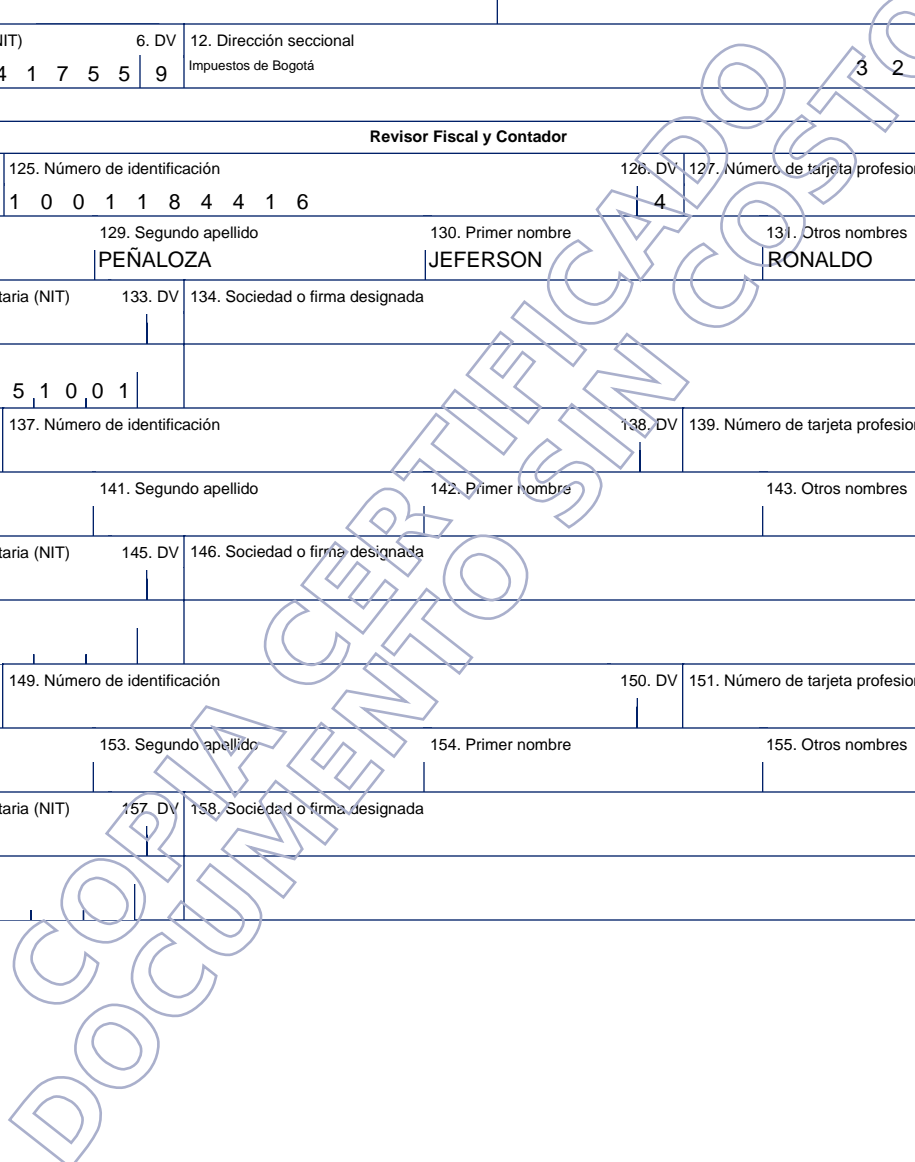 IIT) 6. DV 12. Dirección seccional
4 1 7 5 5 9 Impuestos de Bogotá 3 2
Revisor Fiscal y Contador
125. Número de identificación 126. DV 127. Número de tarjeta profesion
1 0 0 1 1 8 4 4 1 6 4
129. Segundo apellido 130. Primer nombre 131. Otros nombres
PEÑALOZA JEFERSON RONALDO
taria (NIT) 133. DV 134. Sociedad o firma designada
5 1 0 0 1
137. Número de identificación 138. DV 139. Número de tarjeta profesion
141. Segundo apellido 142. Primer nombre 143. Otros nombres
taria (NIT) 145. DV 146. Sociedad o firma designada
149. Número de identificación 150. DV 151. Número de tarjeta profesion
153. Segundo apellido 154. Primer nombre 155. Otros nombres
taria (NIT) 157. DV 158. Sociedad o firma designada
COPIA CERTIFICADO
DOCUMENTO SIN COSTO